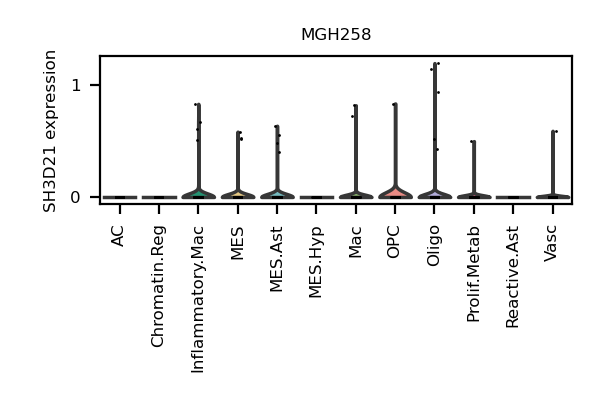 MGH258
SH3D21 expression
1
0
AC
Chromatin.Reg
Inflammatory.Mac
MES
MES.Ast
MES.Hyp
Mac
OPC
Oligo
Prolif.Metab
Reactive.Ast
Vasc